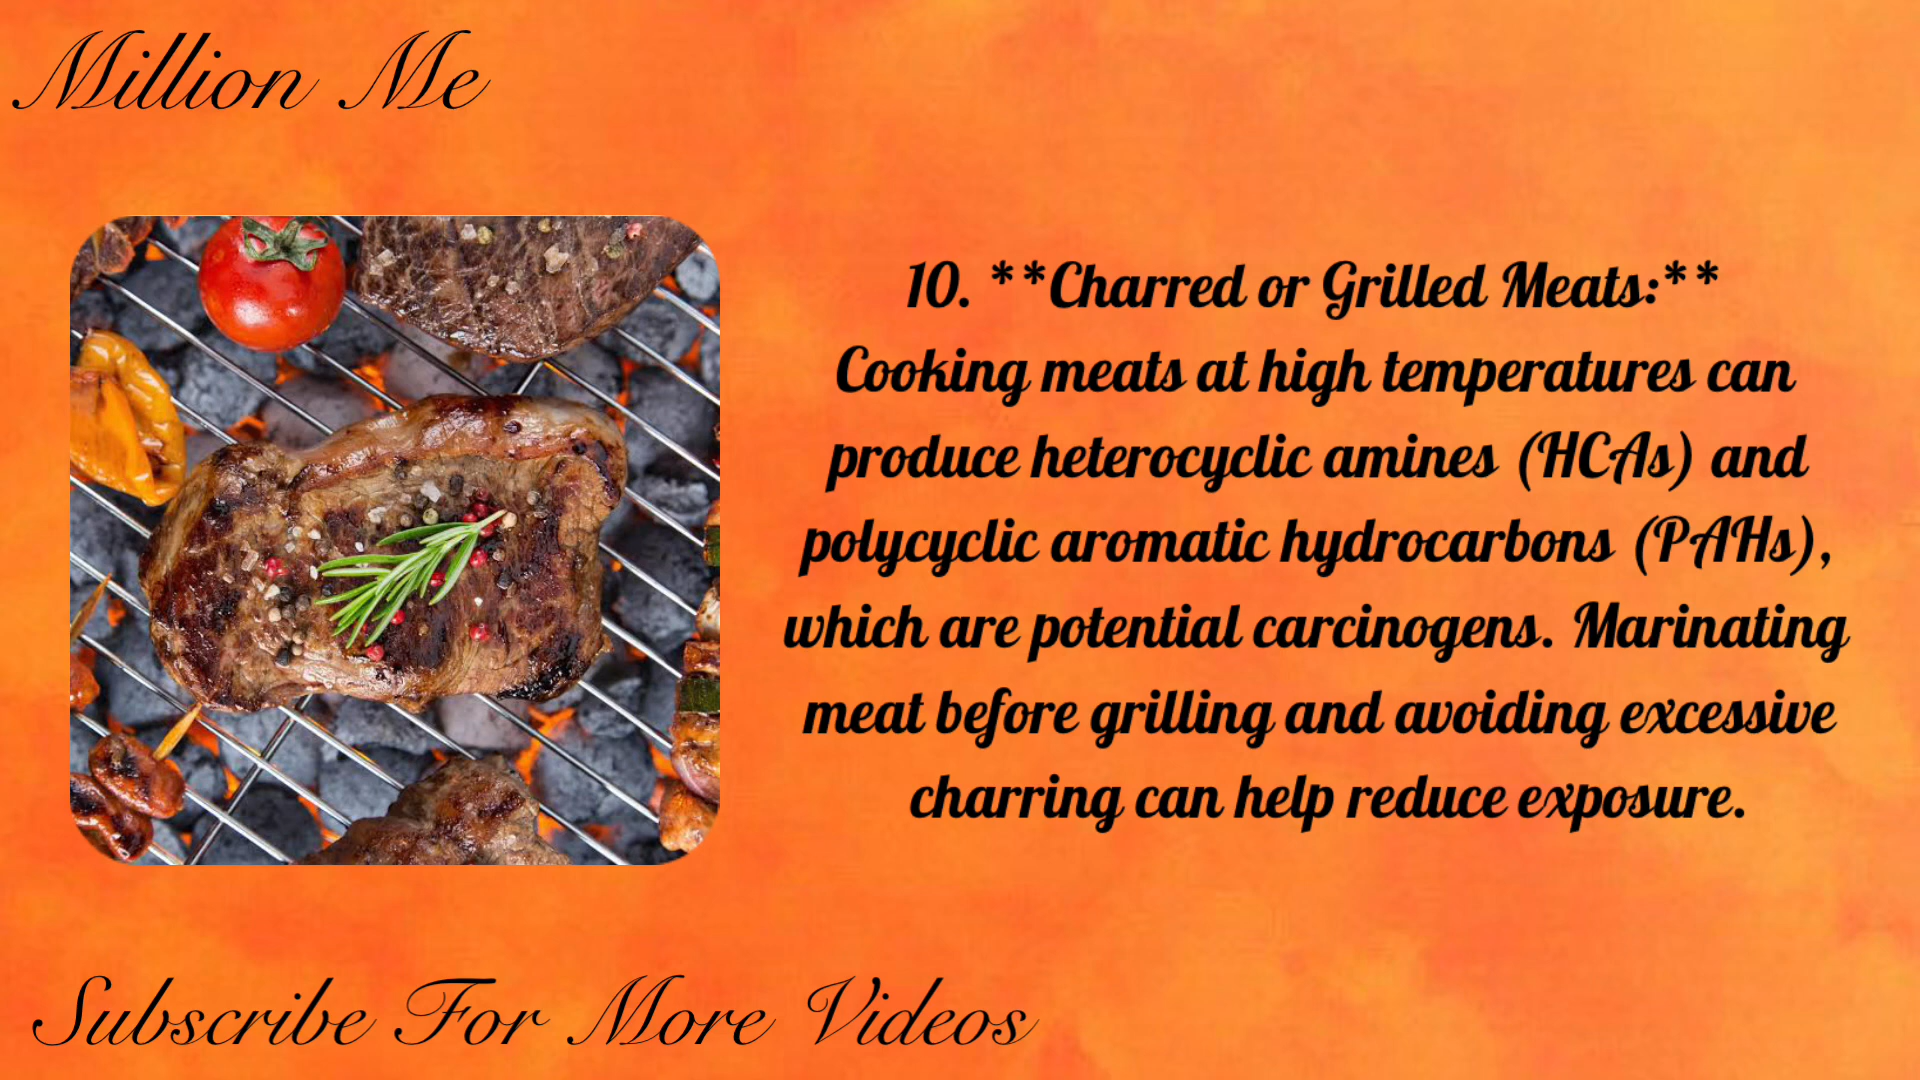 Million Me
10. **Charred or Grilled Meats:**
Cooking meats at high temperatures can
produce heterocyclic amines (HCAs) and
polycyclic aromatic hydrocarbons (PAHs),
which are potential carcinogens. Marinating
meat before grilling and avoiding excessive
charring can help reduce exposure.
Subscribe For More Videos